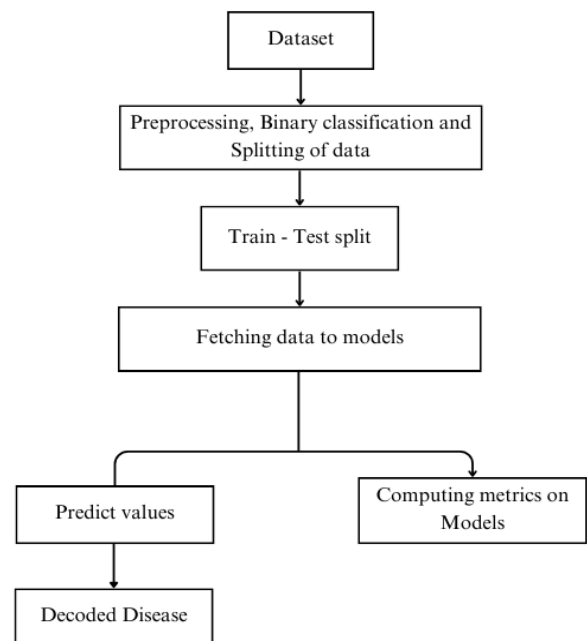 Dataset
Preprocessing, Binary classification and
Splitting of data
Train - Test split
Fetching data to models
Predict values
Computing metrics on
Models
Decoded Disease